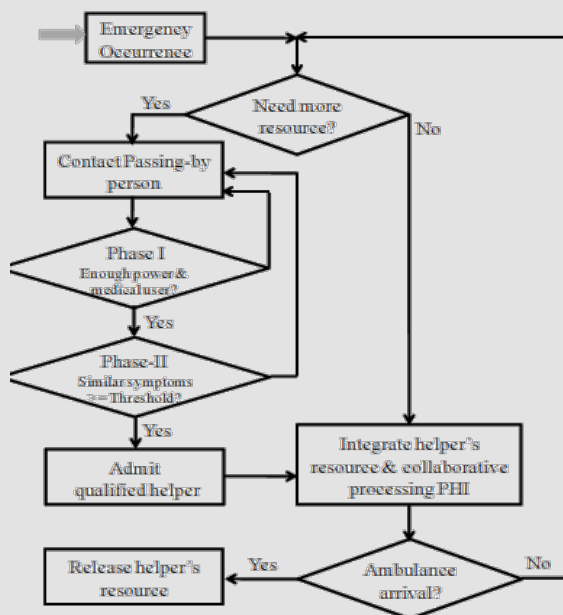 Emergency
Occurrence
Need more
resource?
Yes
No
Contact Passing-by
person
Phase I
Enough power &
medical user?
Yes
Phase-II
Similar symptoms
>=Threshold?
Yes
Admit
qualified helper
Integrate helper's
resource & collaborative
processing PHI
Ambulance
arrival?
Yes
No
Release helper's
resource